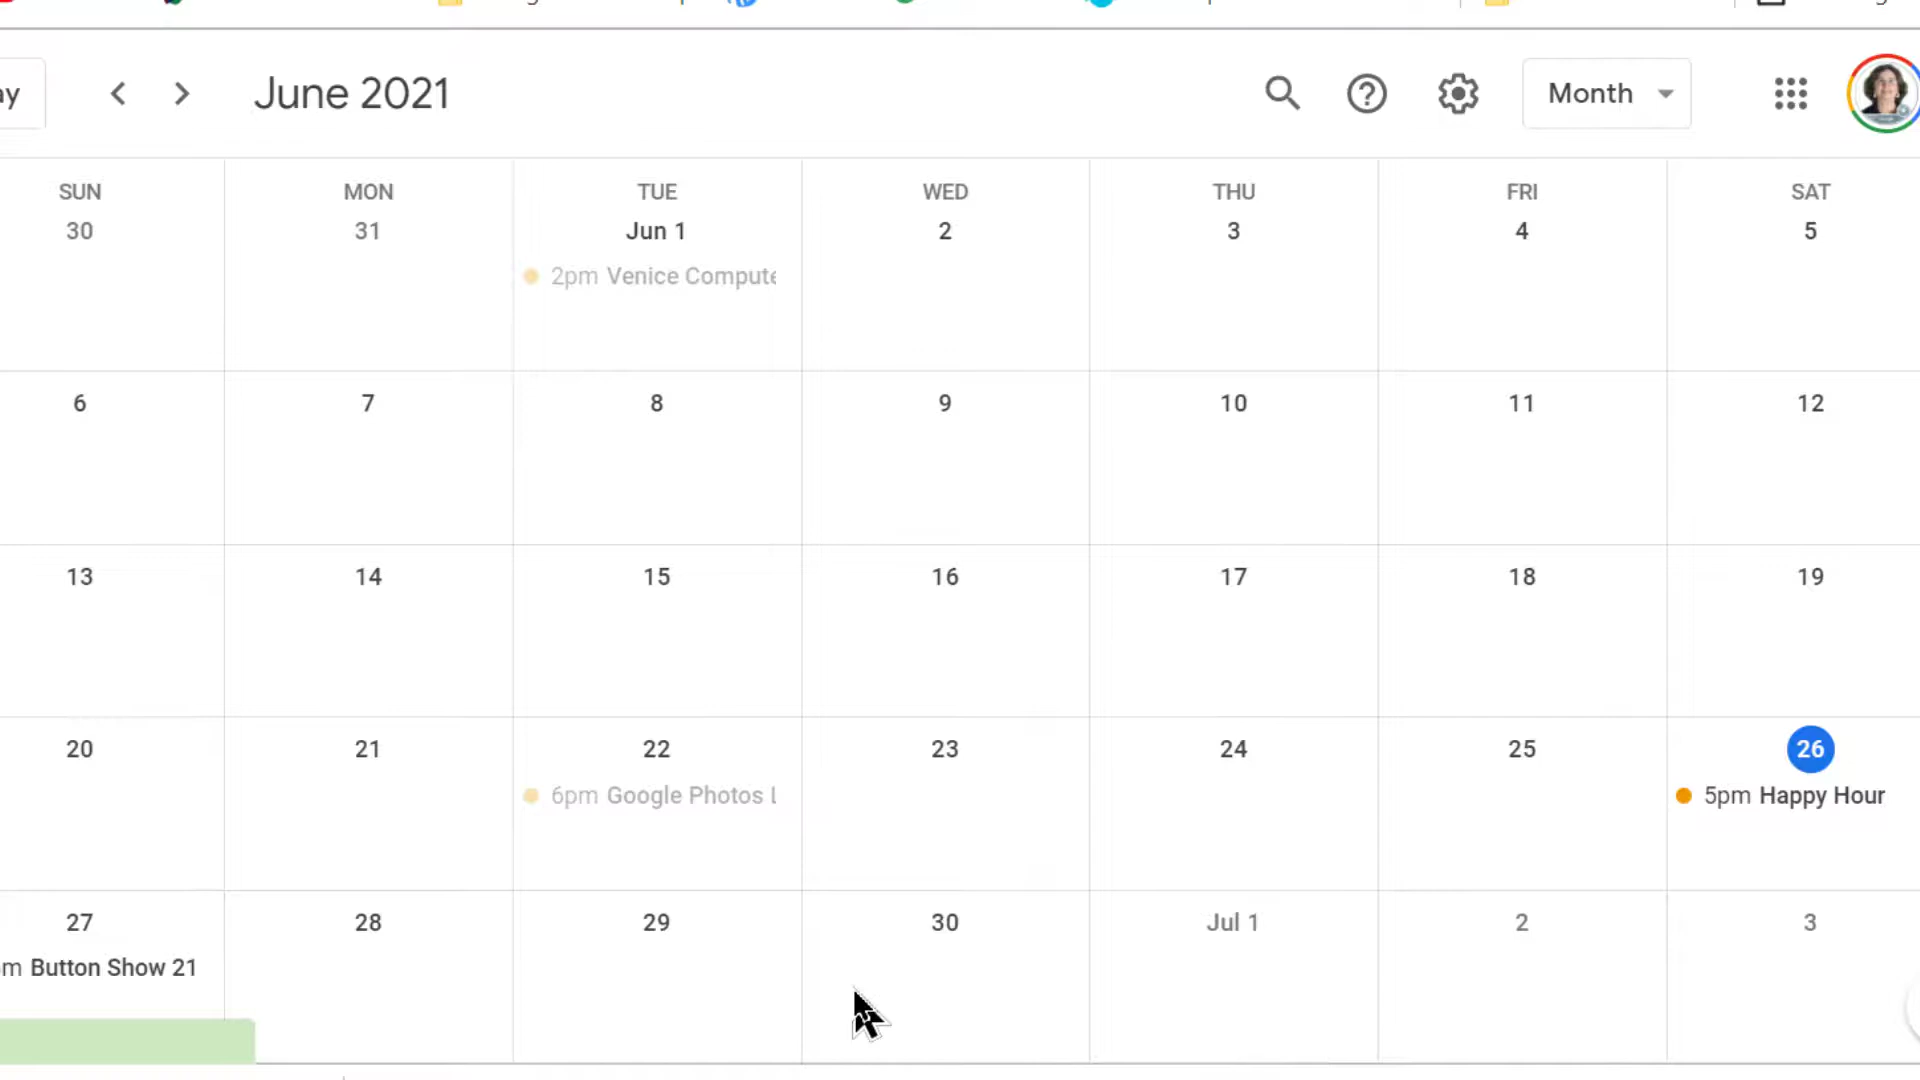 ay
June 2021
Month
SUN MON TUE WED THU FRI SAT
30 31 Jun 1 2 3 4 5
2pm Venice Compute
6 7 8 9 10 11 12
13 14 15 16 17 18 19
20 21 22 23 24 25 26
6pm Google Photos L
5pm Happy Hour
27 28 29 30 Jul 1 2 3
m Button Show 21